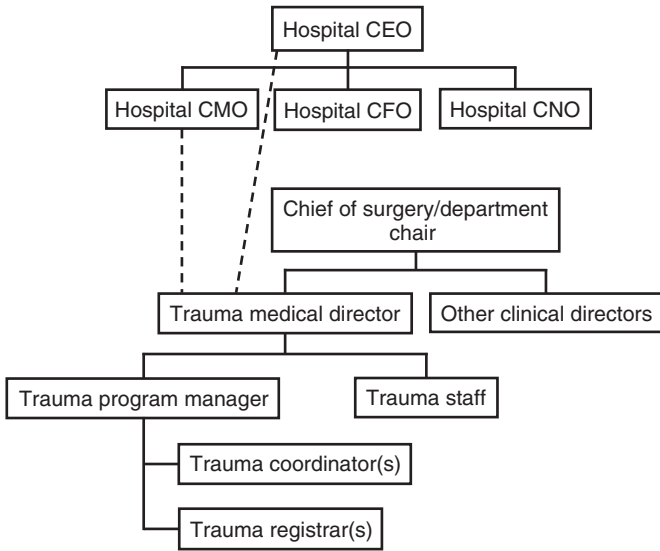 Hospital CEO
Hospital CMO
Hospital CFO
Hospital CNO
Chief of surgery/department
chair
Trauma medical director
Other clinical directors
Trauma program manager
Trauma staff
Trauma coordinator(s)
Trauma registrar(s)